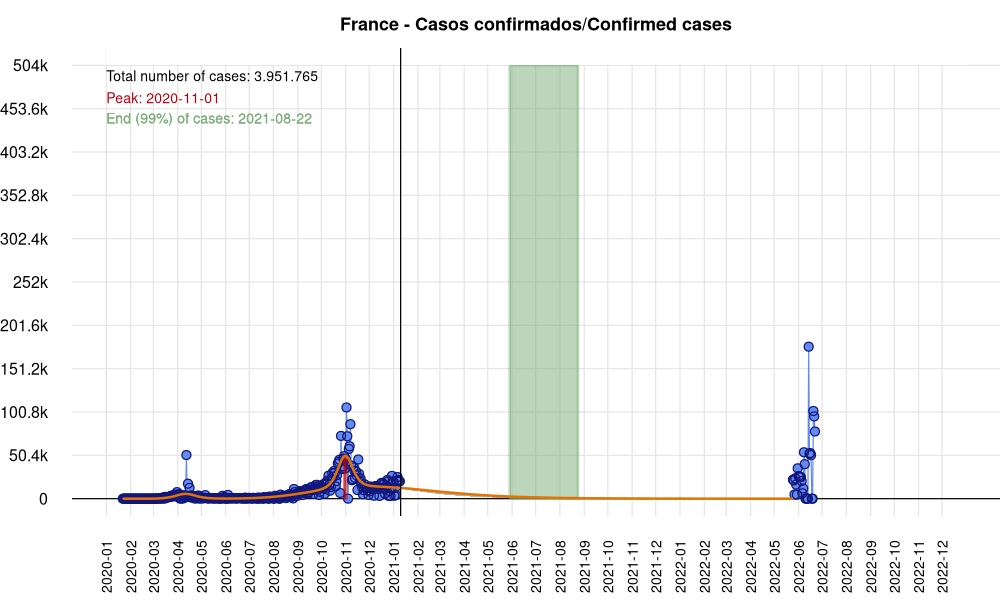 France - Casos confirmados/Confirmed cases
Total number of cases: 3.951.765
Peak: 2020-11-01
End (99%) of cases: 2021-08-22
504k
453.6k
403.2k
352.8k
302.4k
252k
201.6k
151.2k
100.8k
50.4k
0
2020-01
2020-02
2020-03
2020-04
2020-05
2020-06
2020-07
2020-08
2020-09
2020-10
2020-11
2020-12
2021-01
2021-02
2021-03
2021-04
2021-05
2021-06
2021-07
2021-08
2021-09
2021-10
2021-11
2021-12
2022-01
2022-02
2022-03
2022-04
2022-05
2022-06
2022-07
2022-08
2022-09
2022-10
2022-11
2022-12